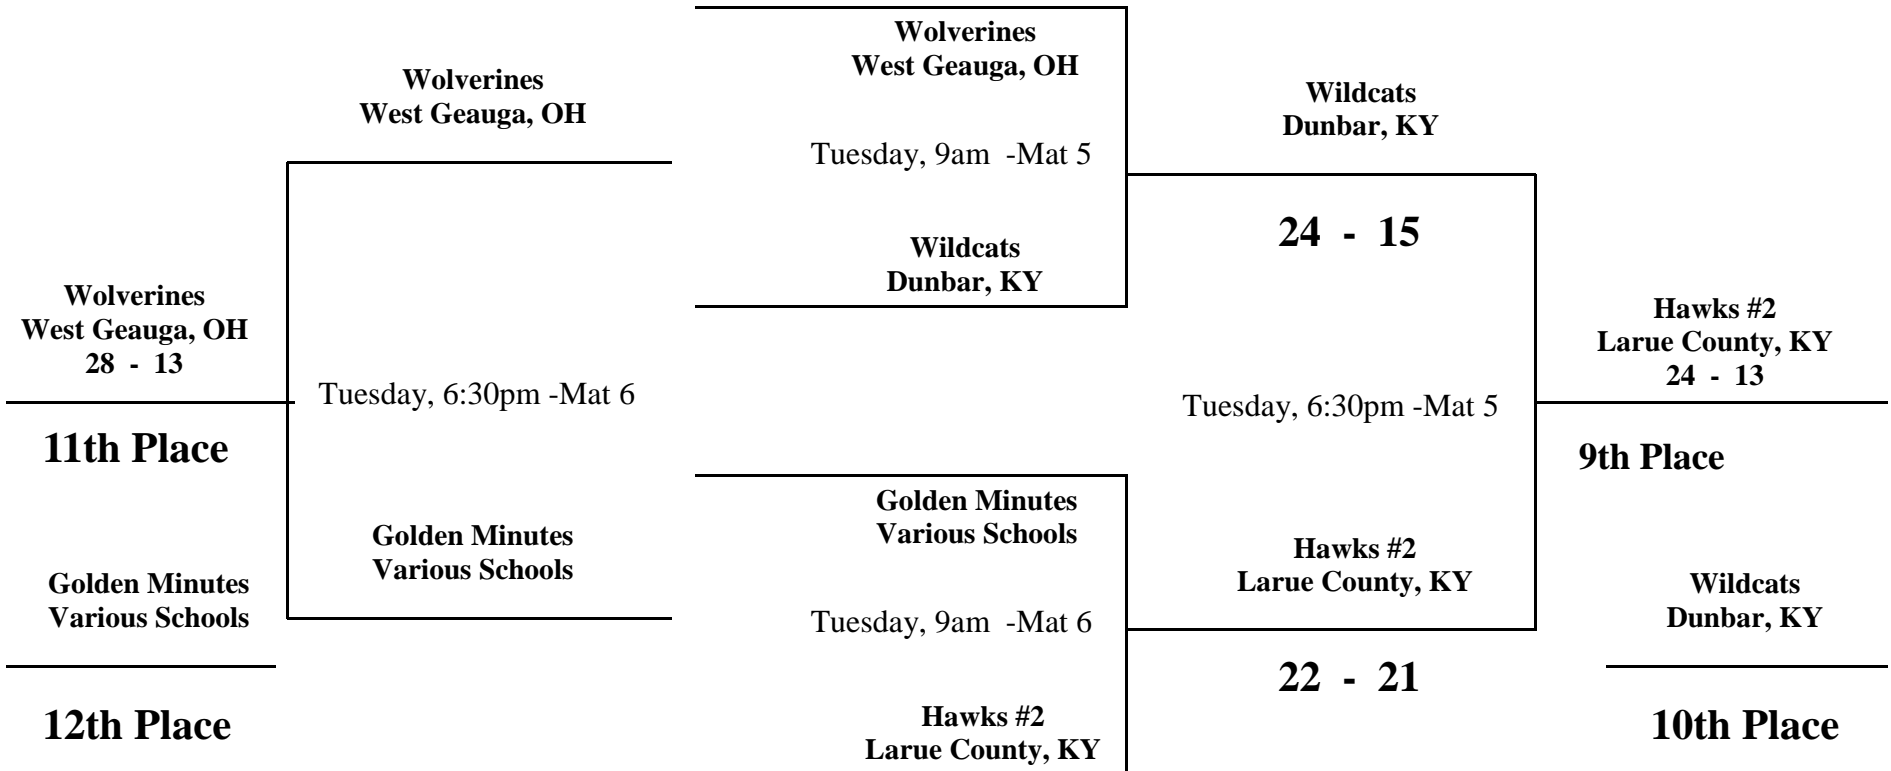 Wolverines
West Geauga, OH
Tuesday, 9am -Mat 5
Wildcats
Dunbar, KY
Wolverines
West Geauga, OH
Wildcats
Dunbar, KY
24 - 15
Wolverines
West Geauga, OH
28 - 13
11th Place
Tuesday, 6:30pm -Mat 6
Tuesday, 6:30pm -Mat 5
Hawks #2
Larue County, KY
24 - 13
9th Place
Golden Minutes
Various Schools
Golden Minutes
Various Schools
Tuesday, 9am -Mat 6
Hawks #2
Larue County, KY
Hawks #2
Larue County, KY
22 - 21
Golden Minutes
Various Schools
12th Place
Wildcats
Dunbar, KY
10th Place